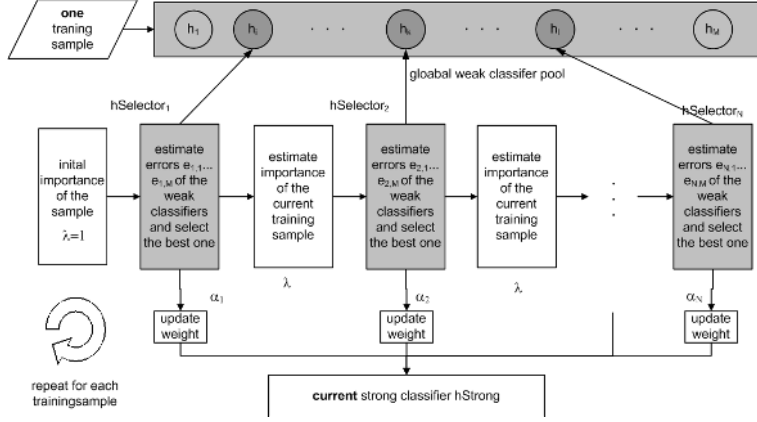 one
traning
sample
h1
hi
. . .
hk
. . .
hj
. . .
hM
gloabal weak classifer pool
hSelector1
hSelector2
hSelectorN
inital
importance
of the
sample
λ=1
estimate
errors e1,1...
e1,M of the
weak
classifiers
and select
the best one
estimate
importance
of the
current
training
sample
λ
estimate
errors e2,1...
e2,M of the
weak
classifiers
and select
the best one
estimate
importance
of the
current
training
sample
λ
.
.
.
estimate
errors eN,1...
eN,M of the
weak
classifiers
and select
the best one
α1
α2
αN
update
weight
update
weight
update
weight
repeat for each
trainingsample
current strong classifier hStrong